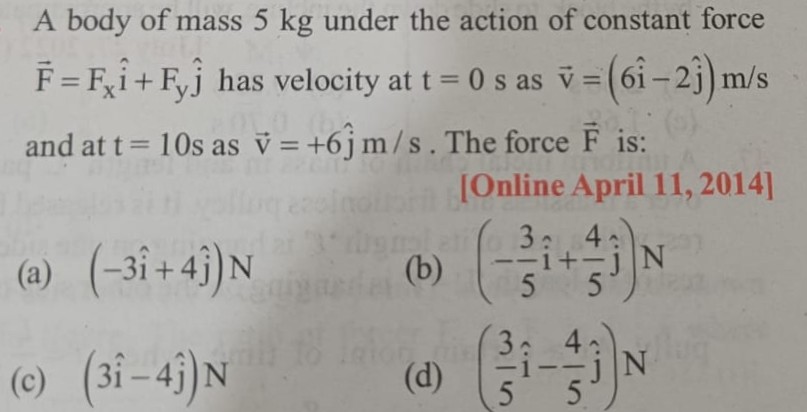 A body of mass 5 kg under the action of constant force
$\vec{F} = F_x\hat{i} + F_y\hat{j}$ has velocity at t = 0 s as $\vec{v} = (6\hat{i} - 2\hat{j})$ m/s
and at t = 10s as $\vec{v} = +6\hat{j}$ m / s . The force $\vec{F}$ is:
[Online April 11, 2014]
(a) $(-3\hat{i} + 4\hat{j})$ N (b) $\left(-\frac{3}{5}\hat{i} + \frac{4}{5}\hat{j}\right)$ N
(c) $(3\hat{i} - 4\hat{j})$ N (d) $\left(\frac{3}{5}\hat{i} - \frac{4}{5}\hat{j}\right)$ N